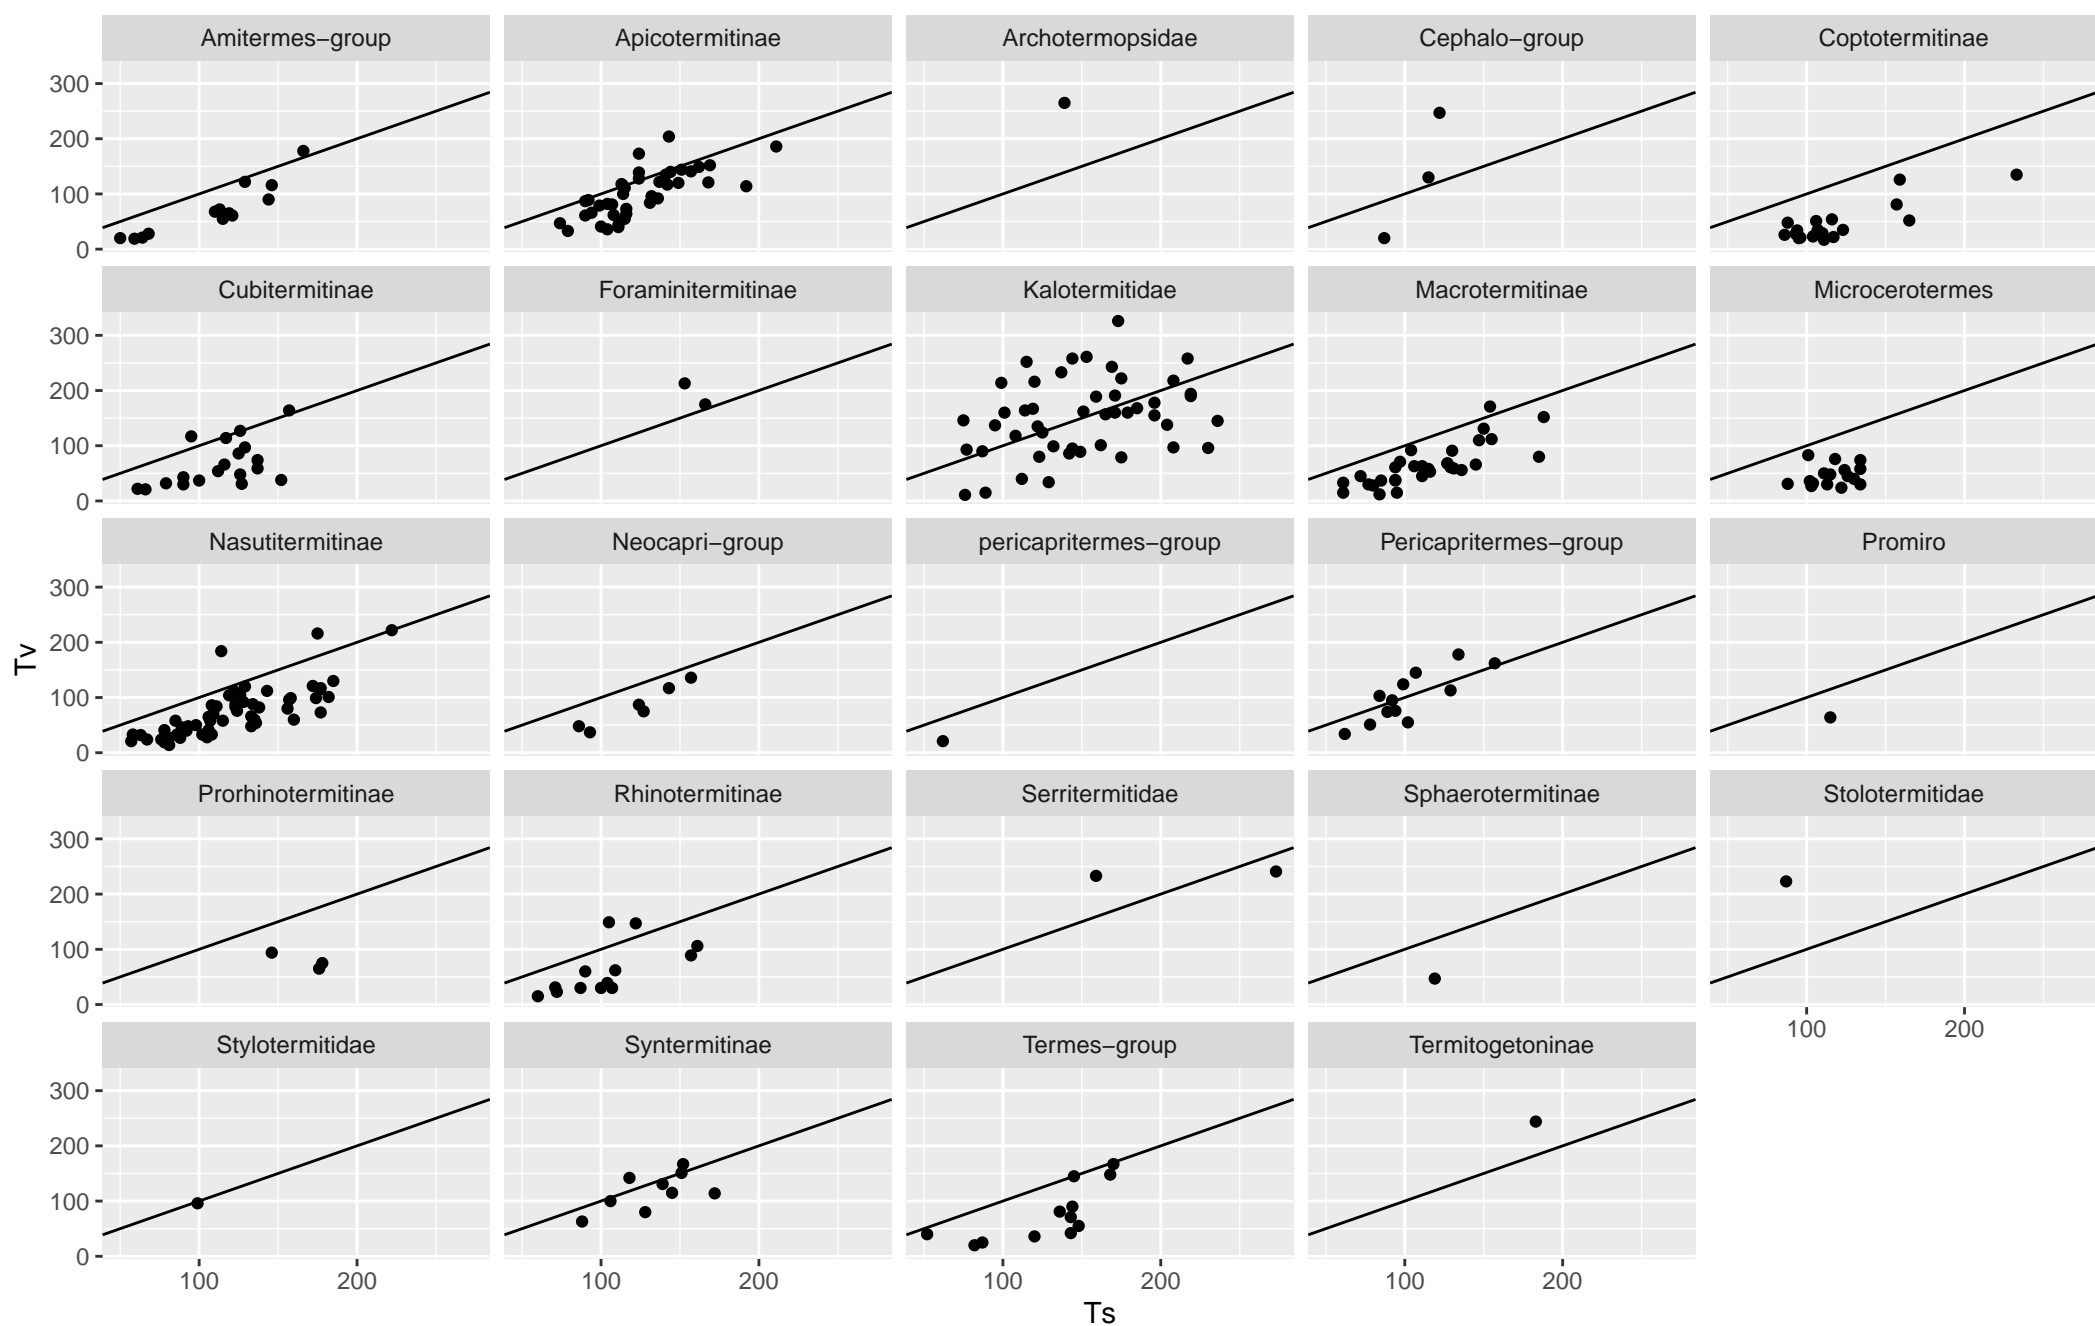 Amitermes−group Apicotermitinae Archotermopsidae Cephalo−group Coptotermitinae
300
200
100
0
Cubitermitinae Foraminitermitinae Kalotermitidae Macrotermitinae Microcerotermes
300
200
100
0
Nasutitermitinae Neocapri−group pericapritermes−group Pericapritermes−group Promiro
300
200
100
0
Tv
Prorhinotermitinae Rhinotermitinae Serritermitidae Sphaerotermitinae Stolotermitidae
300
200
100
0
100 200
Stylotermitidae Syntermitinae Termes−group Termitogetoninae
300
200
100
0
100 200 100 200 100 200 100 200
Ts